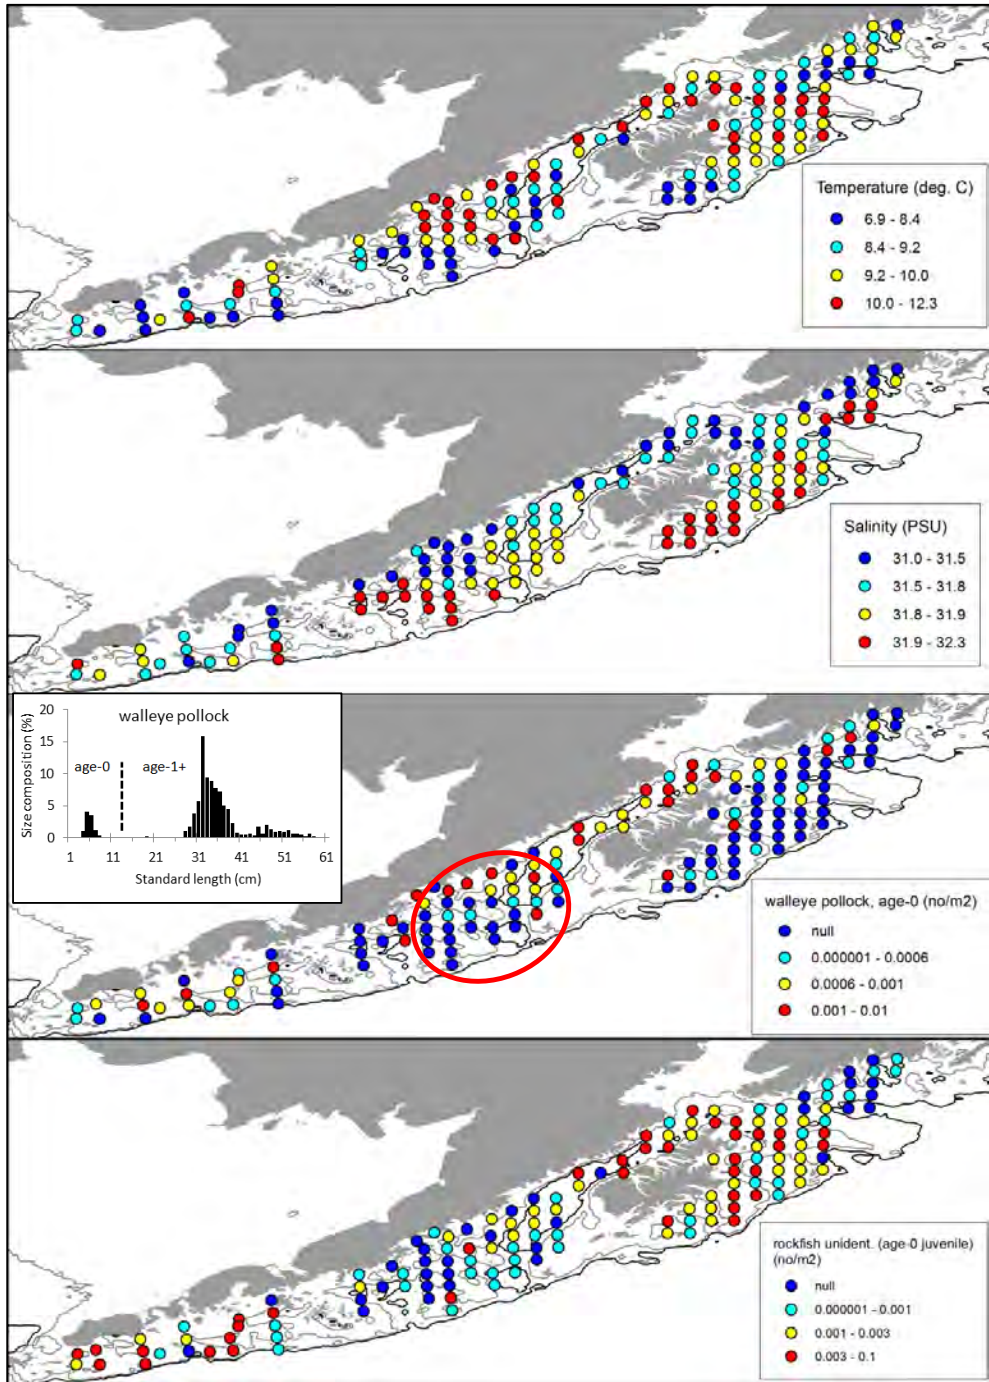 Temperature (deg. C)
6.9 - 8.4
8.4 - 9.2
9.2 - 10.0
10.0 - 12.3
Salinity (PSU)
31.0 - 31.5
31.5 - 31.8
31.8 - 31.9
31.9 - 32.3
walleye pollock
Size composition (%)
20
15
10
5
0
age-0
age-1+
1 11 21 31 41 51 61
Standard length (cm)
walleye pollock, age-0 (no/m2)
null
0.000001 - 0.0006
0.0006 - 0.001
0.001 - 0.01
rockfish unident. (age-0 juvenile)
(no/m2)
null
0.000001 - 0.001
0.001 - 0.003
0.003 - 0.1